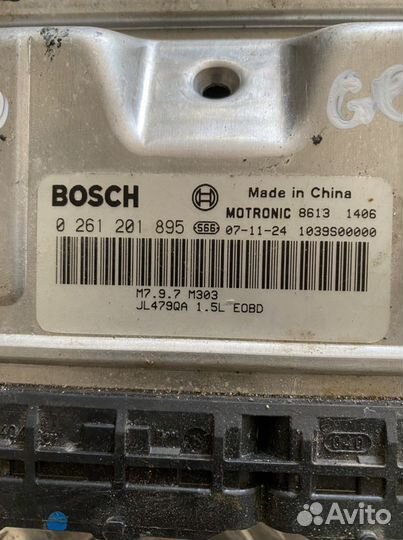 BOSCH Made in China
MOTRONIC 8613 1406
0 261 201 895 S66 07-11-24 1039S00000
M7.9.7 M303
JL479QA 1.5L EOBD
Avito